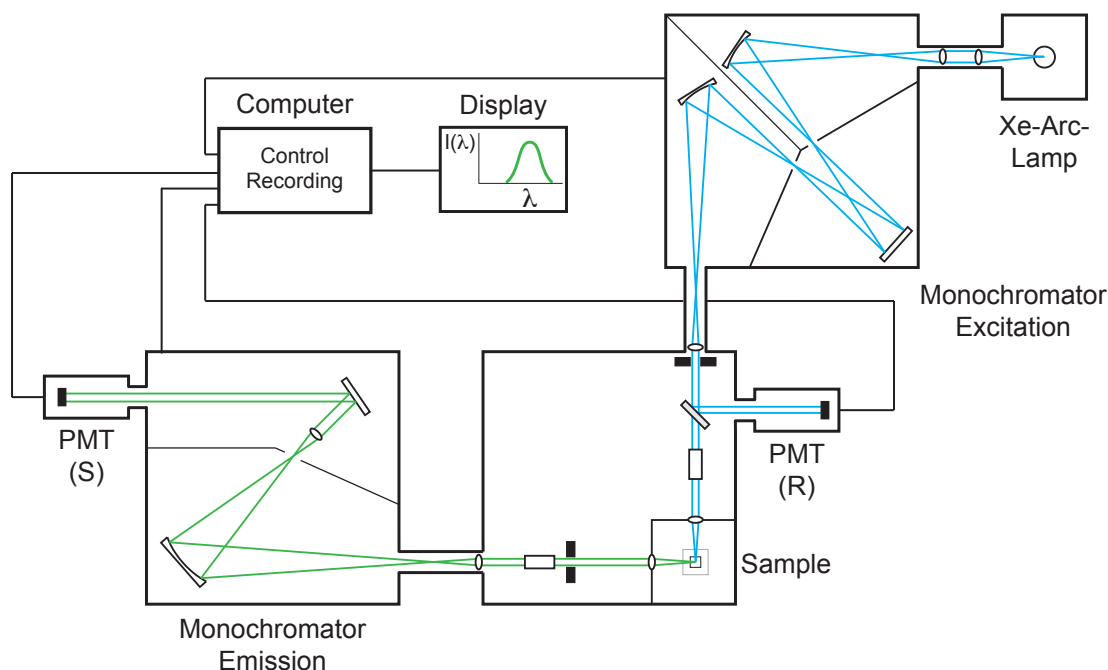 Computer
Control
Recording
Display
I(λ)
λ
Xe-Arc-
Lamp
Monochromator
Excitation
PMT
(S)
PMT
(R)
Sample
Monochromator
Emission